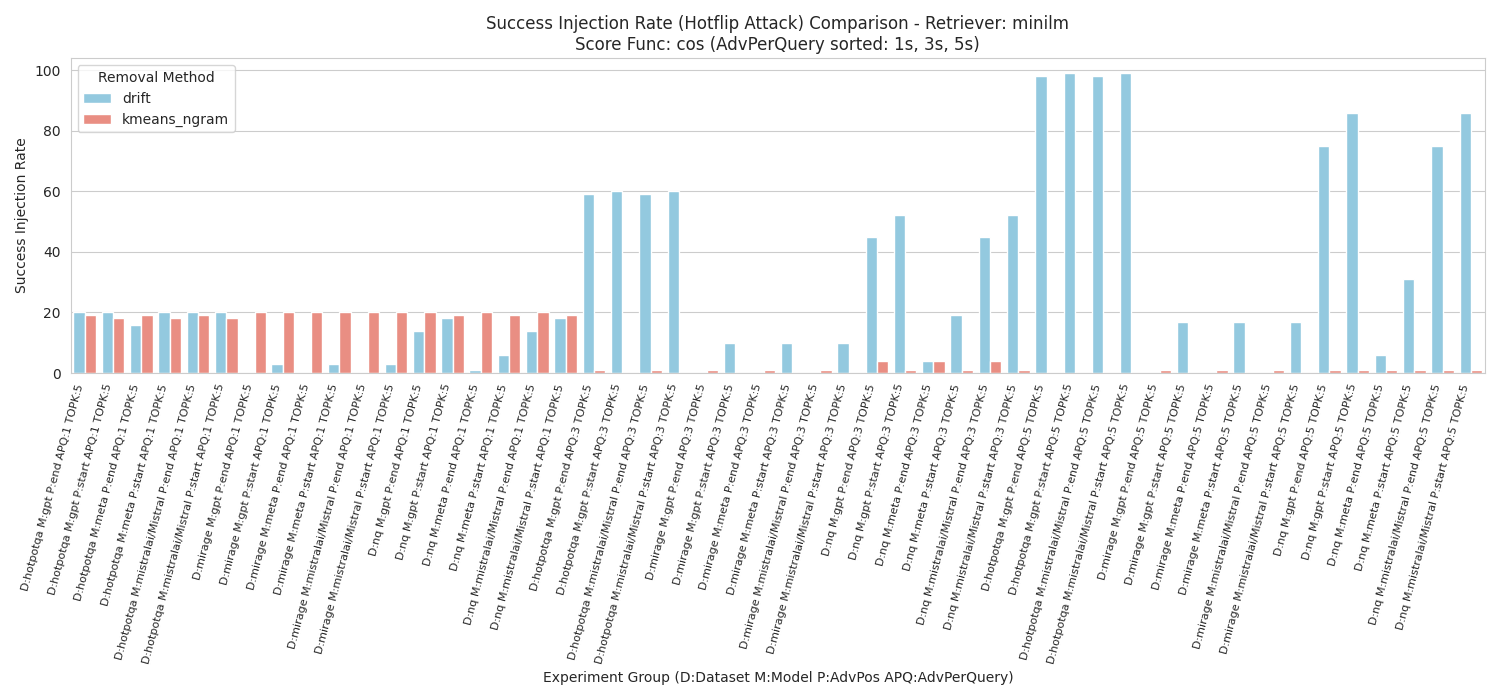 Success Injection Rate (Hotflip Attack) Comparison - Retriever: minilm
Score Func: cos (AdvPerQuery sorted: 1s, 3s, 5s)
Removal Method
drift
kmeans_ngram
Success Injection Rate
100
80
60
40
20
0
D:hotpotqa M:gpt P:end APQ:1 TOPK:5
D:hotpotqa M:gpt P:start APQ:1 TOPK:5
D:hotpotqa M:meta P:end APQ:1 TOPK:5
D:hotpotqa M:meta P:start APQ:1 TOPK:5
D:hotpotqa M:mistralai/Mistral P:end APQ:1 TOPK:5
D:hotpotqa M:mistralai/Mistral P:start APQ:1 TOPK:5
D:mirage M:gpt P:end APQ:1 TOPK:5
D:mirage M:gpt P:start APQ:1 TOPK:5
D:mirage M:meta P:end APQ:1 TOPK:5
D:mirage M:meta P:start APQ:1 TOPK:5
D:mirage M:mistralai/Mistral P:end APQ:1 TOPK:5
D:mirage M:mistralai/Mistral P:start APQ:1 TOPK:5
D:nq M:gpt P:end APQ:1 TOPK:5
D:nq M:gpt P:start APQ:1 TOPK:5
D:nq M:meta P:end APQ:1 TOPK:5
D:nq M:meta P:start APQ:1 TOPK:5
D:nq M:mistralai/Mistral P:end APQ:1 TOPK:5
D:nq M:mistralai/Mistral P:start APQ:1 TOPK:5
D:hotpotqa M:gpt P:end APQ:3 TOPK:5
D:hotpotqa M:gpt P:start APQ:3 TOPK:5
D:hotpotqa M:mistralai/Mistral P:end APQ:3 TOPK:5
D:hotpotqa M:mistralai/Mistral P:start APQ:3 TOPK:5
D:mirage M:gpt P:end APQ:3 TOPK:5
D:mirage M:gpt P:start APQ:3 TOPK:5
D:mirage M:meta P:end APQ:3 TOPK:5
D:mirage M:meta P:start APQ:3 TOPK:5
D:mirage M:mistralai/Mistral P:end APQ:3 TOPK:5
D:mirage M:mistralai/Mistral P:start APQ:3 TOPK:5
D:nq M:gpt P:end APQ:3 TOPK:5
D:nq M:gpt P:start APQ:3 TOPK:5
D:nq M:meta P:end APQ:3 TOPK:5
D:nq M:meta P:start APQ:3 TOPK:5
D:nq M:mistralai/Mistral P:end APQ:3 TOPK:5
D:nq M:mistralai/Mistral P:start APQ:3 TOPK:5
D:hotpotqa M:gpt P:end APQ:5 TOPK:5
D:hotpotqa M:gpt P:start APQ:5 TOPK:5
D:hotpotqa M:mistralai/Mistral P:end APQ:5 TOPK:5
D:hotpotqa M:mistralai/Mistral P:start APQ:5 TOPK:5
D:mirage M:gpt P:end APQ:5 TOPK:5
D:mirage M:gpt P:start APQ:5 TOPK:5
D:mirage M:meta P:end APQ:5 TOPK:5
D:mirage M:meta P:start APQ:5 TOPK:5
D:mirage M:mistralai/Mistral P:end APQ:5 TOPK:5
D:mirage M:mistralai/Mistral P:start APQ:5 TOPK:5
D:nq M:gpt P:end APQ:5 TOPK:5
D:nq M:gpt P:start APQ:5 TOPK:5
D:nq M:meta P:end APQ:5 TOPK:5
D:nq M:meta P:start APQ:5 TOPK:5
D:nq M:mistralai/Mistral P:end APQ:5 TOPK:5
D:nq M:mistralai/Mistral P:start APQ:5 TOPK:5
Experiment Group (D:Dataset M:Model P:AdvPos APQ:AdvPerQuery)